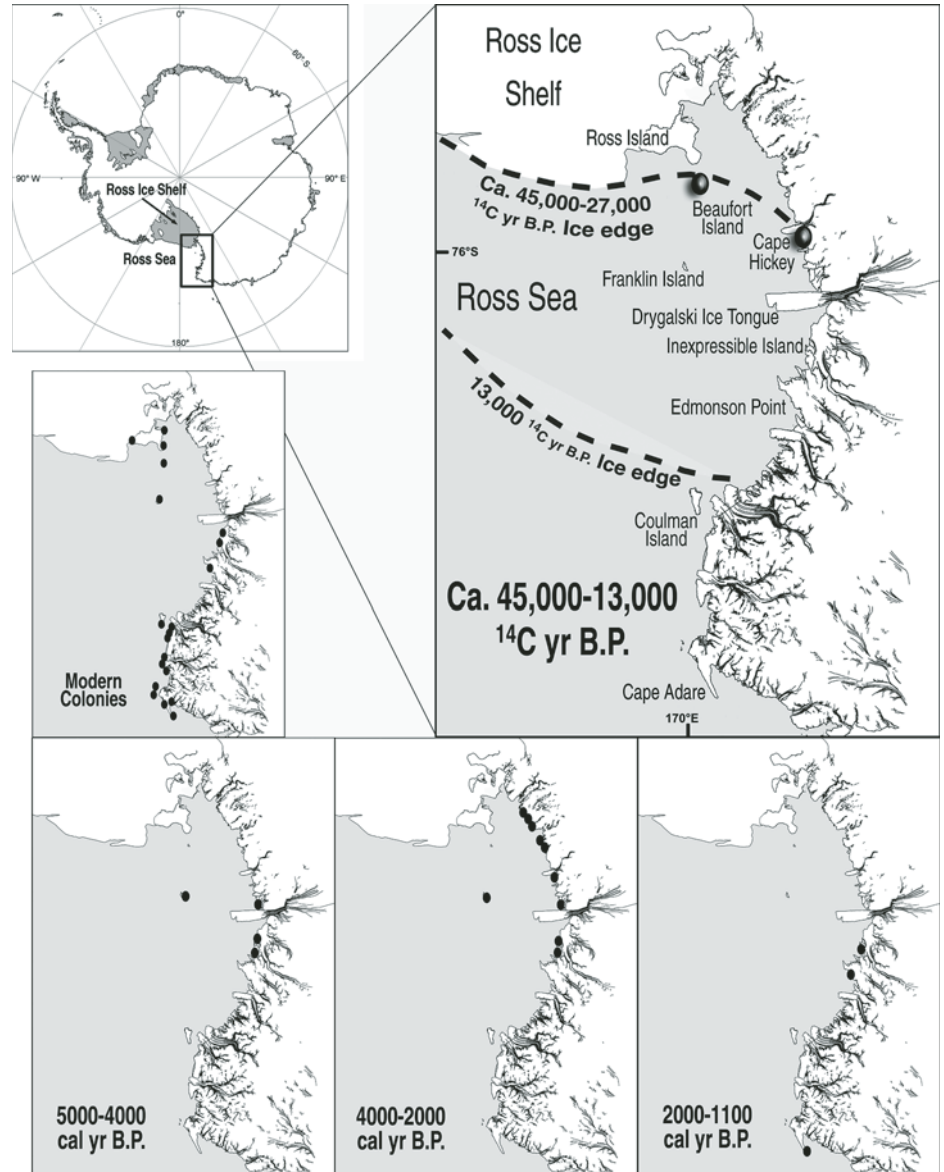 0°
60° S
90° W
90° E
Ross Ice Shelf
Ross Sea
180°
Ross Ice
Shelf
Ross Island
Ca. 45,000-27,000
14C yr B.P. Ice edge
Beaufort
Island
Cape
Hickey
76°S
Franklin Island
Ross Sea
Drygalski Ice Tongue
Inexpressible Island
Edmonson Point
13,000 14C yr B.P. Ice edge
Coulman
Island
Ca. 45,000-13,000
14C yr B.P.
Cape Adare
170°E
Modern
Colonies
5000-4000
cal yr B.P.
4000-2000
cal yr B.P.
2000-1100
cal yr B.P.